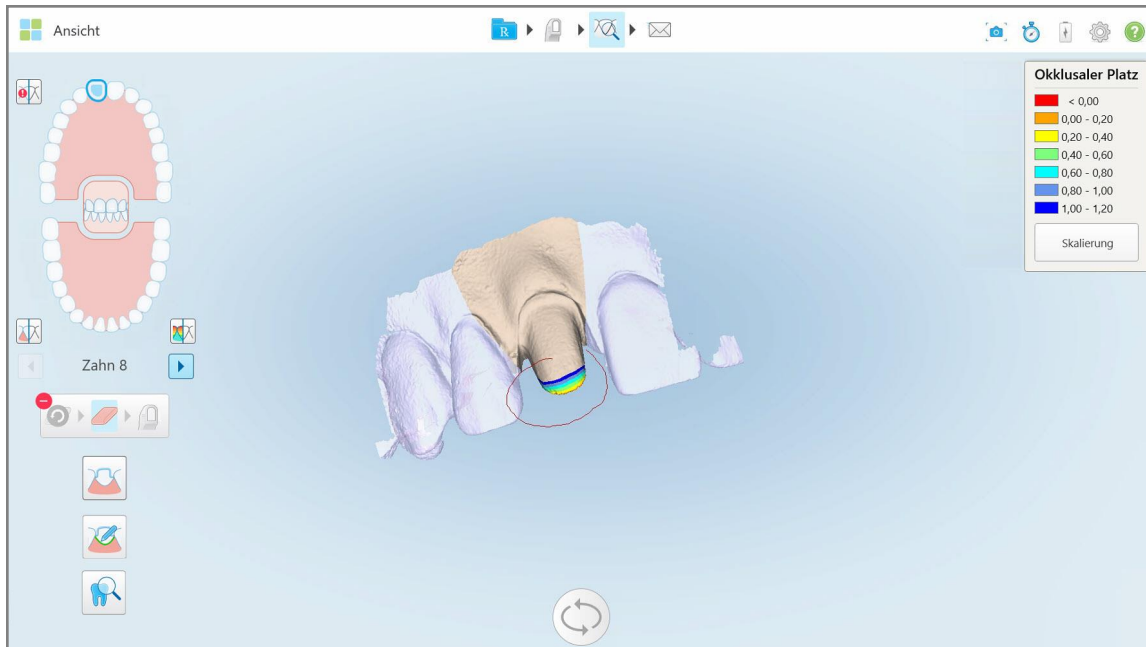 Ansicht
R
Okklusaler Platz
< 0,00
0,00 - 0,20
0,20 - 0,40
0,40 - 0,60
0,60 - 0,80
0,80 - 1,00
1,00 - 1,20
Skalierung
Zahn 8